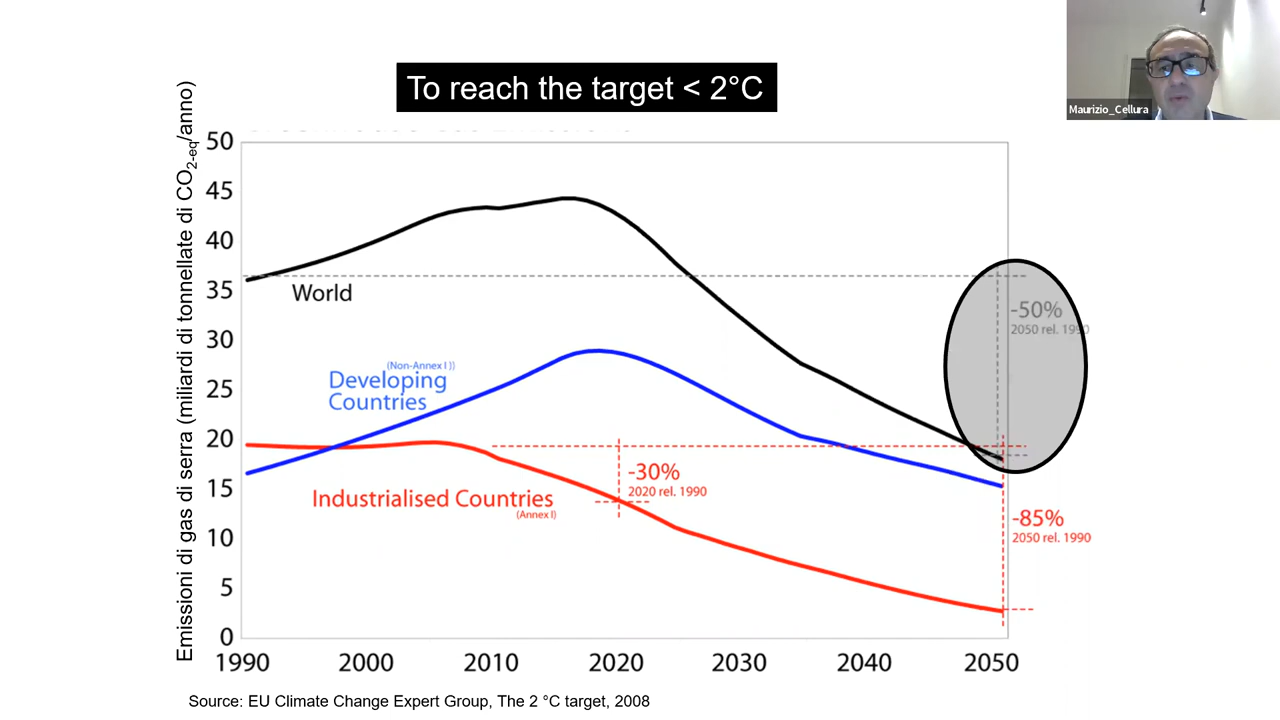 To reach the target < 2°C
Maurizio_Cellura
Emissioni di gas di serra (miliardi di tonnellate di CO2-eq/anno)
50
45
40
35
30
25
20
15
10
5
0
World
-50%
2050 rel. 1990
(Non-Annex I ))
Developing
Countries
-30%
2020 rel. 1990
Industrialised Countries
(Annex I)
-85%
2050 rel. 1990
1990 2000 2010 2020 2030 2040 2050
Source: EU Climate Change Expert Group, The 2 °C target, 2008